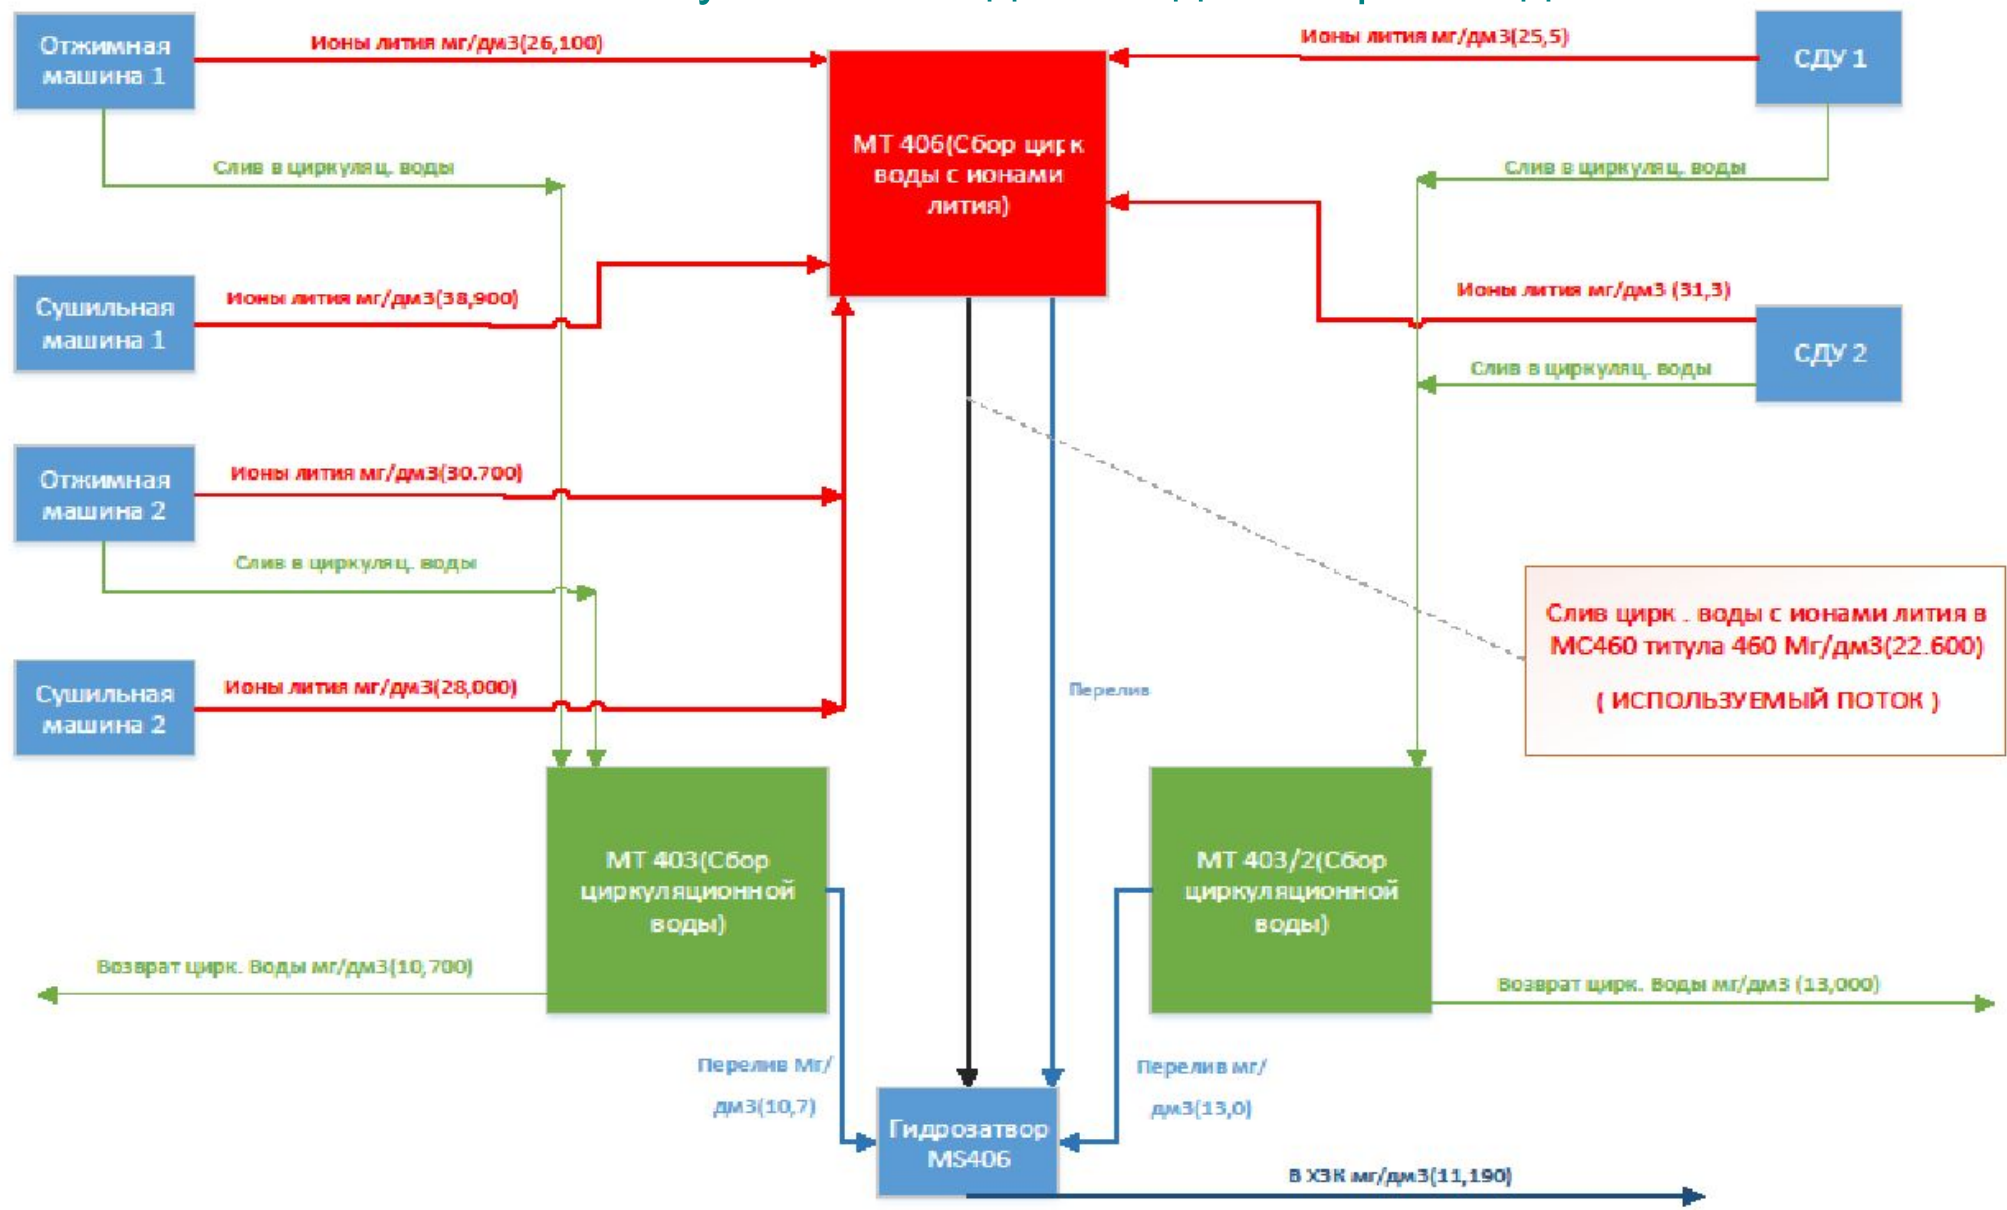 Отжимная
машина 1
Ионы лития мг/дм3(26,100)
Слив в циркуляц. воды
МТ 406(Сбор цирк
воды с ионами
лития)
Ионы лития мг/дм3(25,5)
СДУ 1
Слив в циркуляц. воды
Сушильная
машина 1
Ионы лития мг/дм3(38,900)
Ионы лития мг/дм3 (31,3)
СДУ 2
Слив в циркуляц. воды
Отжимная
машина 2
Ионы лития мг/дм3(30.700)
Слив в циркуляц. воды
Сушильная
машина 2
Ионы лития мг/дм3(28,000)
Перелив
Слив цирк . воды с ионами лития в
МС460 титула 460 Мг/дм3(22.600)
( ИСПОЛЬЗУЕМЫЙ ПОТОК )
МТ 403(Сбор
циркуляционной
воды)
МТ 403/2(Сбор
циркуляционной
воды)
Возврат цирк. Воды мг/дм3(10,700)
Возврат цирк. Воды мг/дм3 (13,000)
Перелив Мг/
дм3(10,7)
Перелив мг/
дм3(13,0)
Гидрозатвор
MS406
В ХЗК мг/дм3(11,190)